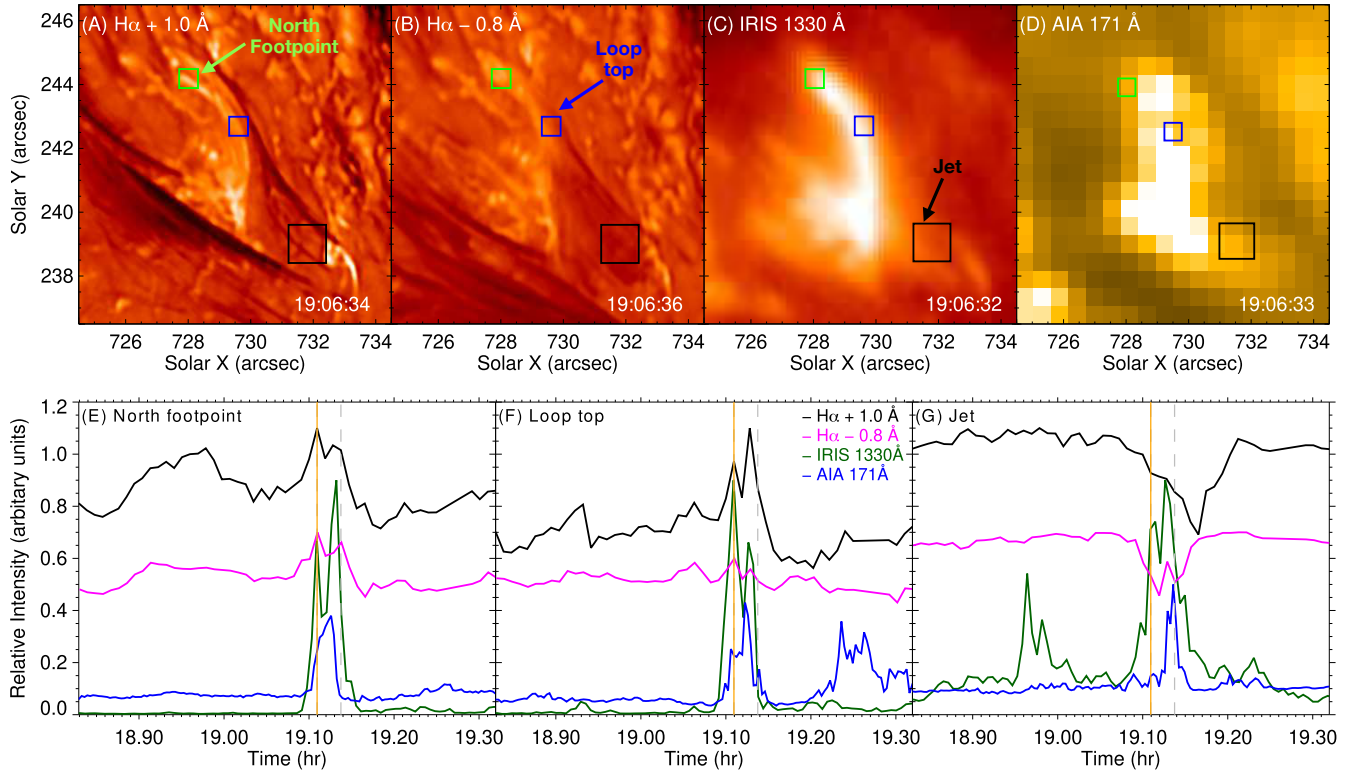 (A) Hα + 1.0 Å
North
Footpoint
(B) Hα − 0.8 Å
Loop
top
(C) IRIS 1330 Å
Jet
(D) AIA 171 Å
246
244
242
240
238
Solar Y (arcsec)
19:06:34
19:06:36
19:06:32
19:06:33
726 728 730 732 734
726 728 730 732 734
726 728 730 732 734
726 728 730 732 734
Solar X (arcsec)
Solar X (arcsec)
Solar X (arcsec)
Solar X (arcsec)
(E) North footpoint
(F) Loop top
− Hα + 1.0 Å
− Hα − 0.8 Å
− IRIS 1330Å
− AIA 171Å
(G) Jet
1.2
1.0
0.8
0.6
0.4
0.2
0.0
Relative Intensity (arbitary units)
18.90 19.00 19.10 19.20 19.30
18.90 19.00 19.10 19.20 19.30
18.90 19.00 19.10 19.20 19.30
Time (hr)
Time (hr)
Time (hr)